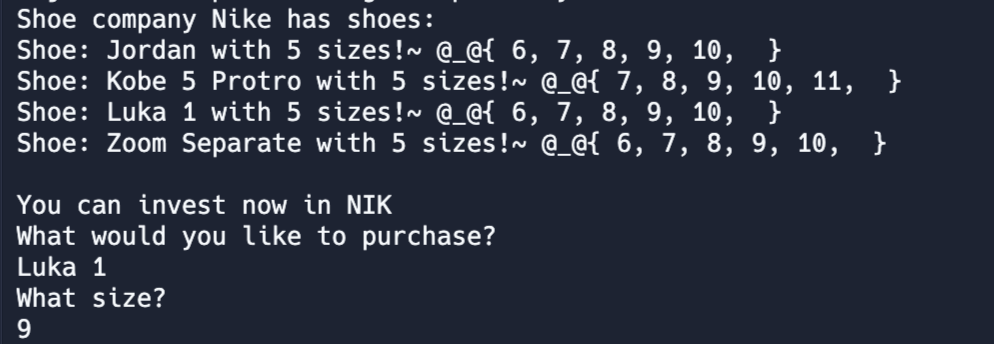 Shoe company Nike has shoes:
Shoe: Jordan with 5 sizes!~ @_@{ 6, 7, 8, 9, 10,  }
Shoe: Kobe 5 Protro with 5 sizes!~ @_@{ 7, 8, 9, 10, 11,  }
Shoe: Luka 1 with 5 sizes!~ @_@{ 6, 7, 8, 9, 10,  }
Shoe: Zoom Separate with 5 sizes!~ @_@{ 6, 7, 8, 9, 10,  }
You can invest now in NIK
What would you like to purchase?
Luka 1
What size?
9